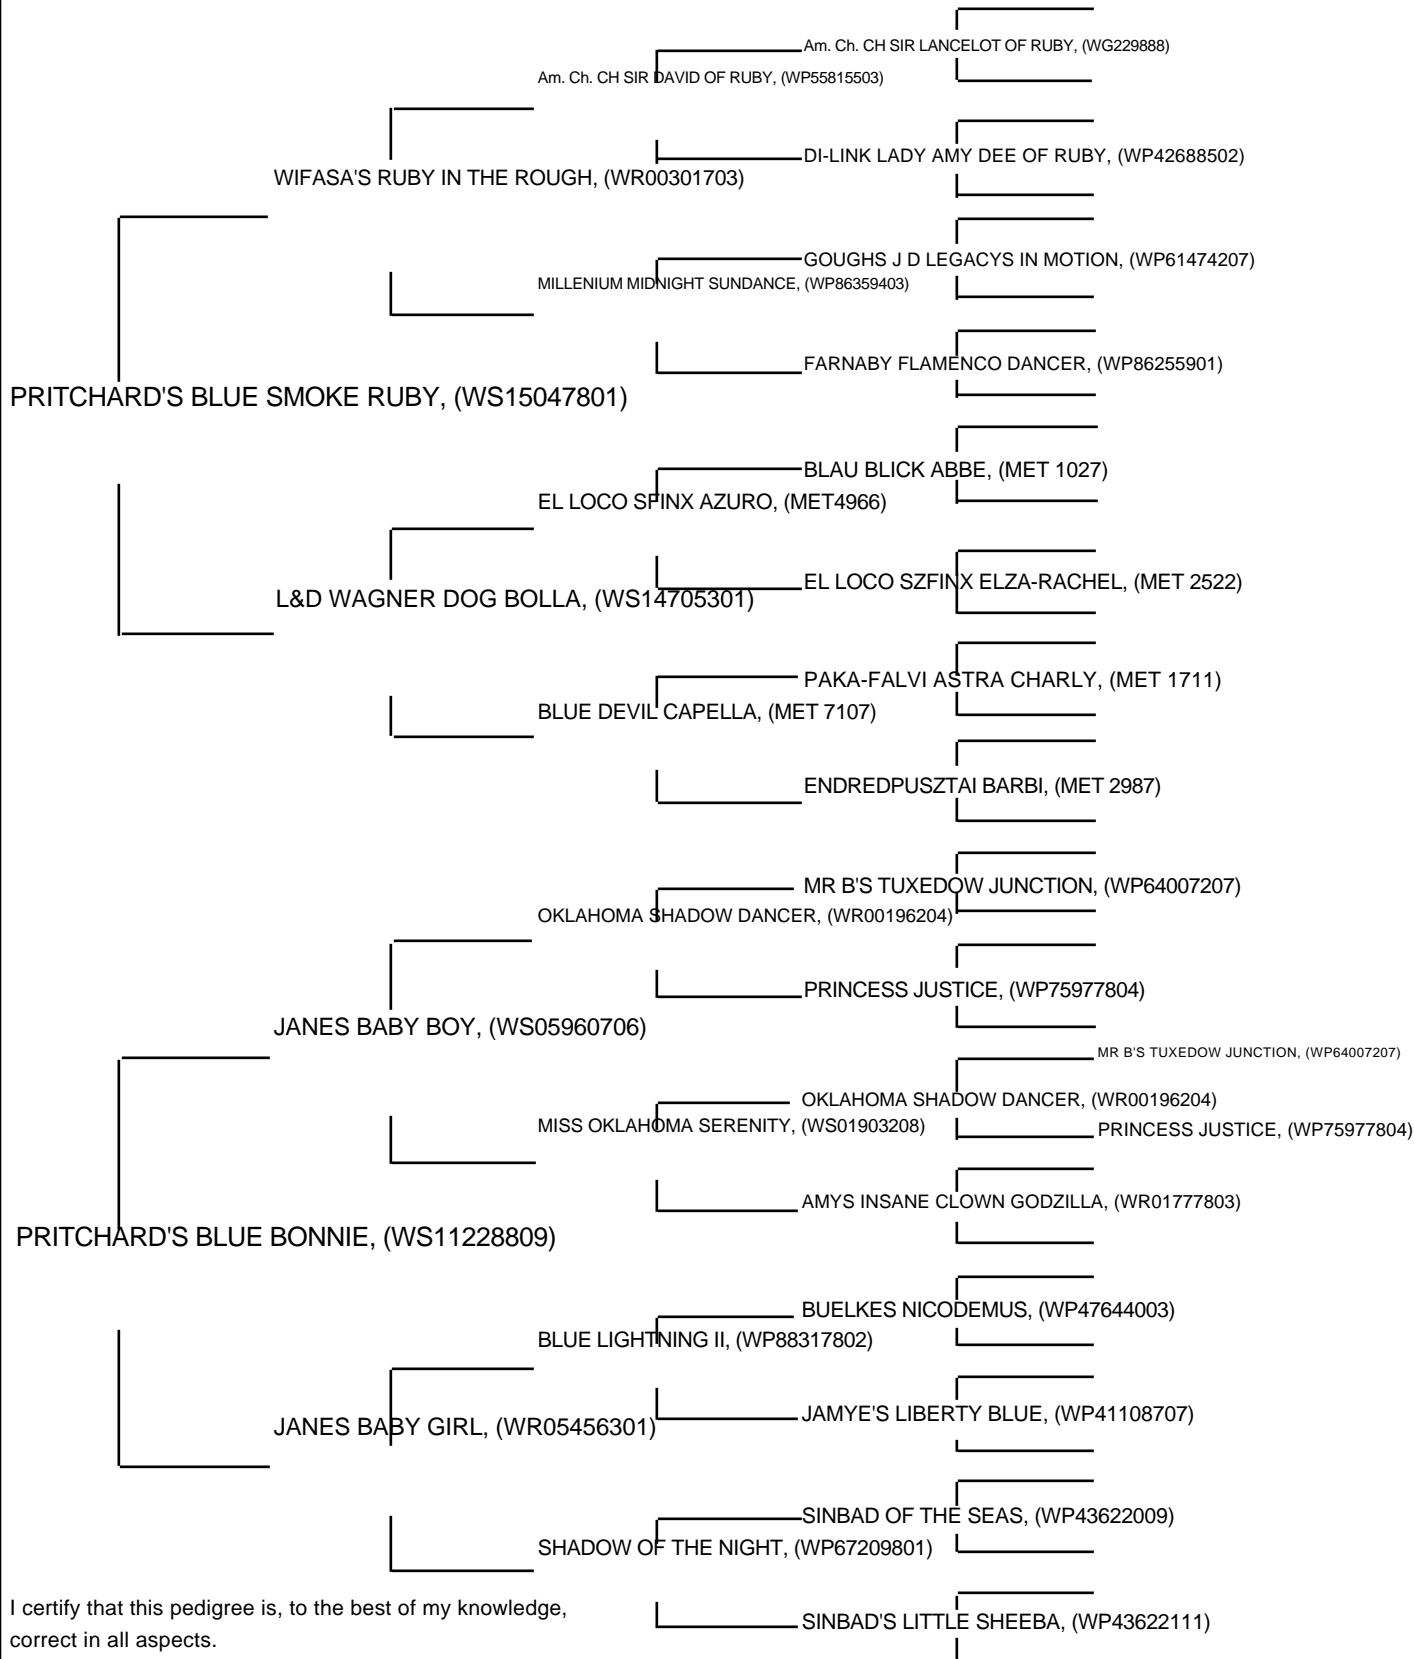 Am. Ch. CH SIR LANCELOT OF RUBY, (WG229888)
Am. Ch. CH SIR DAVID OF RUBY, (WP55815503)
DI-LINK LADY AMY DEE OF RUBY, (WP42688502)
WIFASA'S RUBY IN THE ROUGH, (WR00301703)
GOUGHS J D LEGACYS IN MOTION, (WP61474207)
MILLENIUM MIDNIGHT SUNDANCE, (WP86359403)
FARNABY FLAMENCO DANCER, (WP86255901)
PRITCHARD'S BLUE SMOKE RUBY, (WS15047801)
BLAU BLICK ABBE, (MET 1027)
EL LOCO SFINX AZURO, (MET4966)
EL LOCO SZFINX ELZA-RACHEL, (MET 2522)
L&D WAGNER DOG BOLLA, (WS14705301)
PAKA-FALVI ASTRA CHARLY, (MET 1711)
BLUE DEVIL CAPELLA, (MET 7107)
ENDREDPUSZTAI BARBI, (MET 2987)
MR B'S TUXEDOW JUNCTION, (WP64007207)
OKLAHOMA SHADOW DANCER, (WR00196204)
PRINCESS JUSTICE, (WP75977804)
JANES BABY BOY, (WS05960706)
MR B'S TUXEDOW JUNCTION, (WP64007207)
OKLAHOMA SHADOW DANCER, (WR00196204)
MISS OKLAHOMA SERENITY, (WS01903208)
PRINCESS JUSTICE, (WP75977804)
AMYS INSANE CLOWN GODZILLA, (WR01777803)
PRITCHARD'S BLUE BONNIE, (WS11228809)
BUELKES NICODEMUS, (WP47644003)
BLUE LIGHTNING II, (WP88317802)
JAMYE'S LIBERTY BLUE, (WP41108707)
JANES BABY GIRL, (WR05456301)
SINBAD OF THE SEAS, (WP43622009)
SHADOW OF THE NIGHT, (WP67209801)
SINBAD'S LITTLE SHEEBA, (WP43622111)
I certify that this pedigree is, to the best of my knowledge,
correct in all aspects.